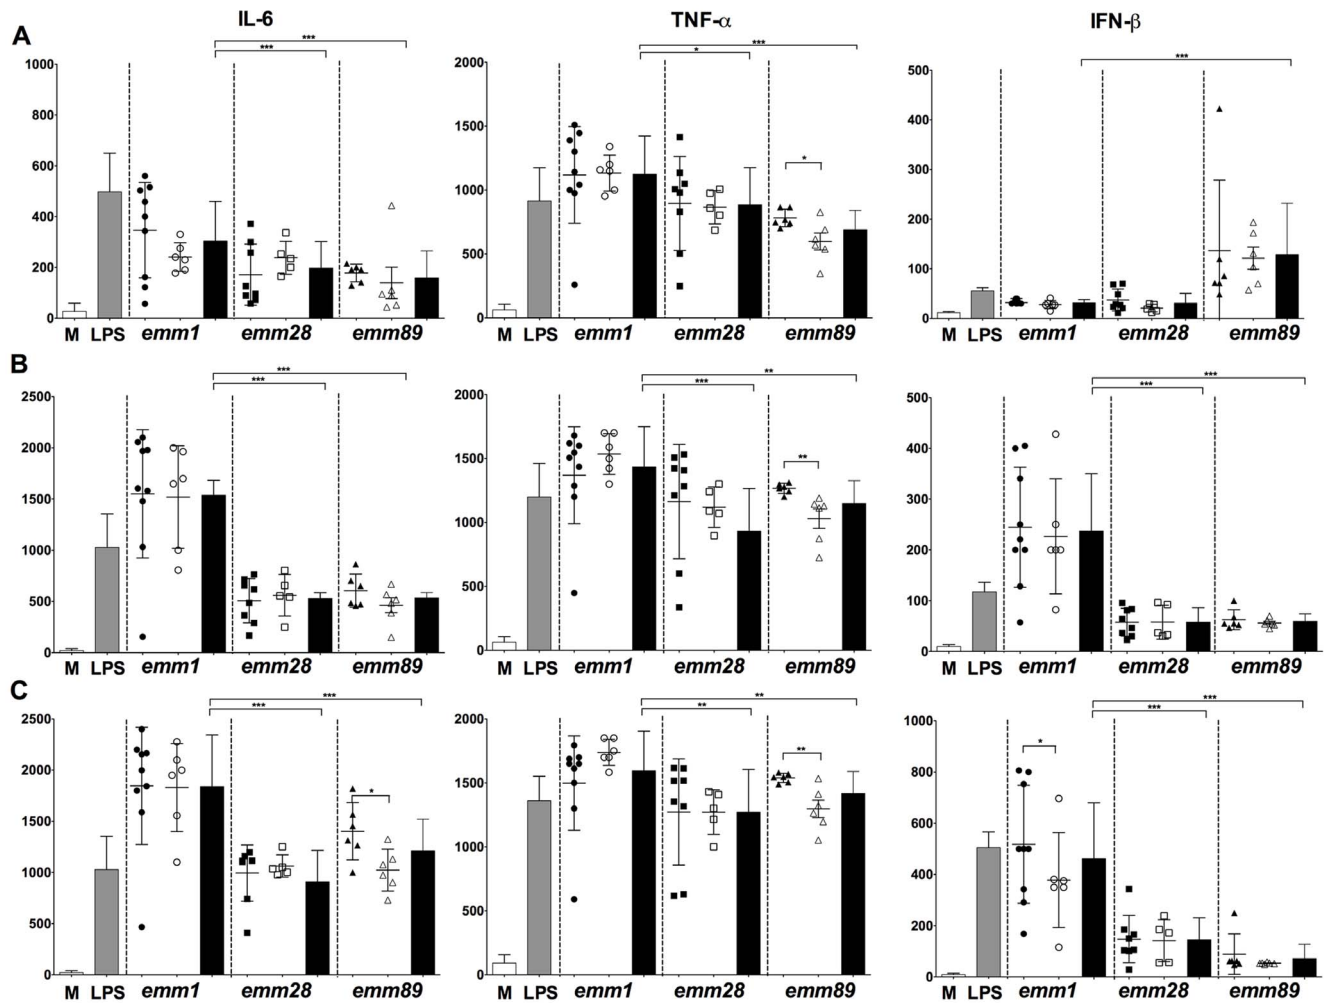 IL-6 TNF-α IFN-β
A
*** *** ***
*** *
1000 2000 500
800 1500 400
600 * 300
400 1000 200
200 500 100
0 0 0
M LPS emm1 emm28 emm89 M LPS emm1 emm28 emm89 M LPS emm1 emm28 emm89
B
*** ** ***
*** *** ***
2500 2000 500
2000 1500 400
1500 ** 300
1000 1000 200
500 500 100
0 0 0
M LPS emm1 emm28 emm89 M LPS emm1 emm28 emm89 M LPS emm1 emm28 emm89
C
*** ** ***
*** ** ***
2500 2000 1000
2000 1500 800
1500 * ** * 600
1000 1000 400
500 500 200
0 0 0
M LPS emm1 emm28 emm89 M LPS emm1 emm28 emm89 M LPS emm1 emm28 emm89